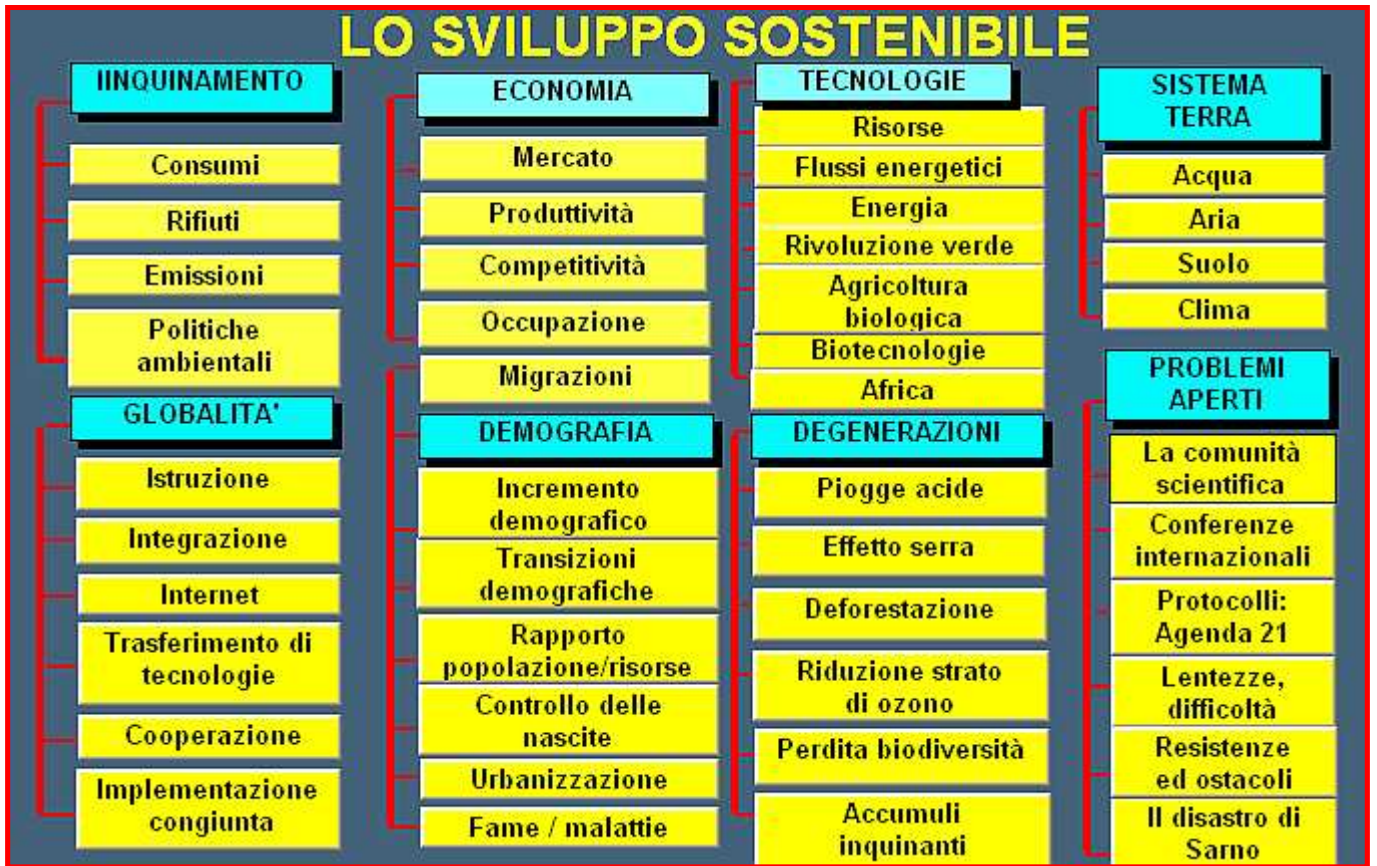 LO SVILUPPO SOSTENIBILE
IINQUINAMENTO
Consumi
Rifiuti
Emissioni
Politiche
ambientali
GLOBALITA'
Istruzione
Integrazione
Internet
Trasferimento di
tecnologie
Cooperazione
Implementazione
congiunta
ECONOMIA
Mercato
Produttività
Competitività
Occupazione
Migrazioni
DEMOGRAFIA
Incremento
demografico
Transizioni
demografiche
Rapporto
popolazione/risorse
Controllo delle
nascite
Urbanizzazione
Fame / malattie
TECNOLOGIE
Risorse
Flussi energetici
Energia
Rivoluzione verde
Agricoltura
biologica
Biotecnologie
Africa
DEGENERAZIONI
Piogge acide
Effetto serra
Deforestazione
Riduzione strato
di ozono
Perdita biodiversità
Accumuli
inquinanti
SISTEMA
TERRA
Acqua
Aria
Suolo
Clima
PROBLEMI
APERTI
La comunità
scientifica
Conferenze
internazionali
Protocolli:
Agenda 21
Lentezze,
difficoltà
Resistenze
ed ostacoli
Il disastro di
Sarno